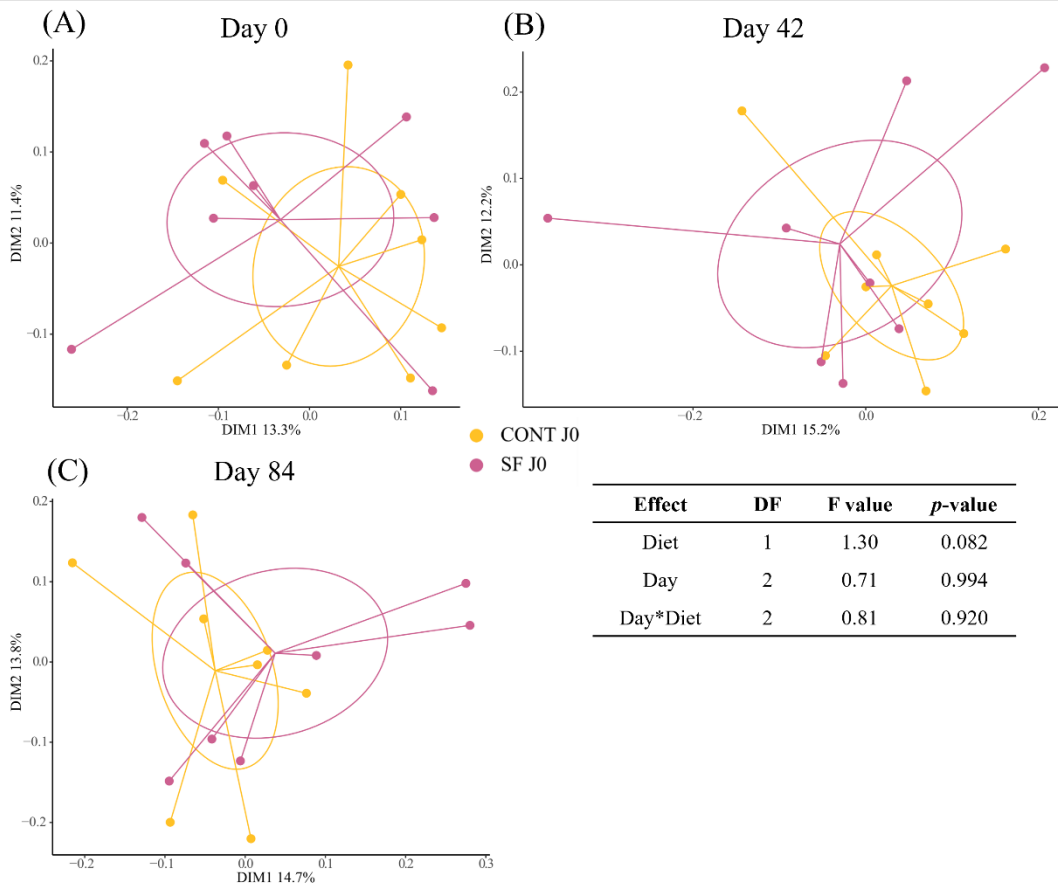 (A)
Day 0
0.2
0.1
0.0
−0.1
DIM2 11.4%
−0.2
−0.1
0.0
0.1
DIM1 13.3%
(B)
Day 42
0.2
0.1
0.0
−0.1
DIM2 12.2%
−0.2
0.0
0.2
DIM1 15.2%
CONT J0
SF J0
(C)
Day 84
0.2
0.1
0.0
−0.1
−0.2
DIM2 13.8%
−0.2
−0.1
0.0
0.1
0.2
0.3
DIM1 14.7%
Effect DF F value p-value
Diet 1 1.30 0.082
Day 2 0.71 0.994
Day*Diet 2 0.81 0.920